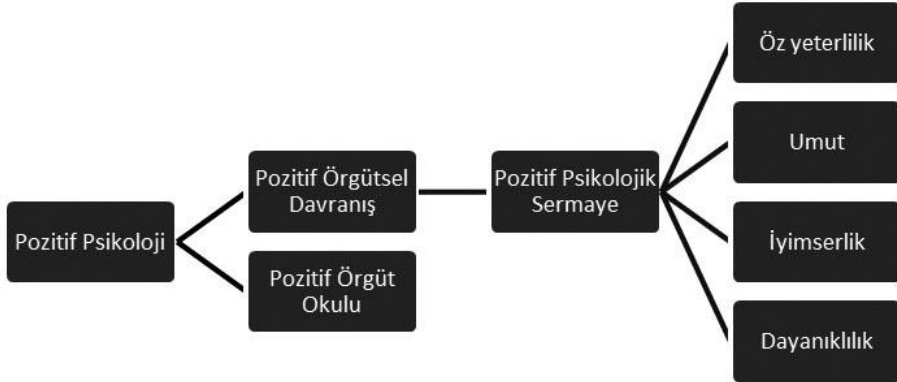 Pozitif Psikoloji
Pozitif Örgütsel
Davranış
Pozitif Örgüt
Okulu
Pozitif Psikolojik
Sermaye
Öz yeterlilik
Umut
İyimserlik
Dayanıklılık